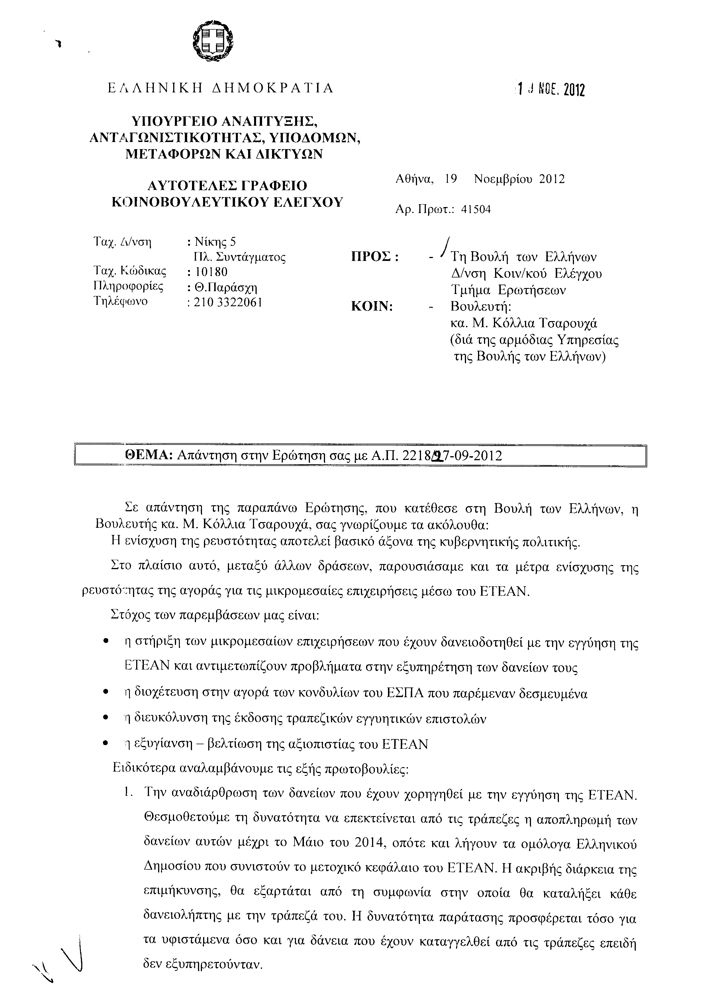 ΕΛΛΗΝΙΚΗ ΔΗΜΟΚΡΑΤΙΑ
ΝΟΕ. 2012
ΥΠΟΥΡΓΕΙΟ ΑΝΑΠΤΥΞΗΣ,
ΑΝΤΑΓΩΝΙΣΤΙΚΟΤΗΤΑΣ, ΥΠΟΔΟΜΩΝ,
ΜΕΤΑΦΟΡΩΝ ΚΑΙ ΔΙΚΤΥΩΝ
ΑΥΤΟΤΕΛΕΣ ΓΡΑΦΕΙΟ
ΚΟΙΝΟΒΟΥΛΕΥΤΙΚΟΥ ΕΛΕΓΧΟΥ
Αθήνα, 19 Νοεμβρίου 2012
Αρ. Πρωτ.: 41504
Ταχ. Δ/νση : Νίκης 5
Πλ. Συντάγματος
Ταχ. Κώδικας : 10180
Πληροφορίες : Θ.Παράσχη
Τηλέφωνο : 210 3322061
ΠΡΟΣ : - Τη Βουλή των Ελλήνων
Δ/νση Κοιν/κού Ελέγχου
Τμήμα Ερωτήσεων
ΚΟΙΝ: - Βουλευτή:
κα. Μ. Κόλλια Τσαρουχά
(διά της αρμόδιας Υπηρεσίας
της Βουλής των Ελλήνων)
ΘΕΜΑ: Απάντηση στην Ερώτηση σας με Α.Π. 2218/27-09-2012
Σε απάντηση της παραπάνω Ερώτησης, που κατέθεσε στη Βουλή των Ελλήνων, η
Βουλευτής κα. Μ. Κόλλια Τσαρουχά, σας γνωρίζουμε τα ακόλουθα:
Η ενίσχυση της ρευστότητας αποτελεί βασικό άξονα της κυβερνητικής πολιτικής.
Στο πλαίσιο αυτό, μεταξύ άλλων δράσεων, παρουσιάσαμε και τα μέτρα ενίσχυσης της
ρευστότητας της αγοράς για τις μικρομεσαίες επιχειρήσεις μέσω του ΕΤΕΑΝ.
Στόχος των παρεμβάσεων μας είναι:
• η στήριξη των μικρομεσαίων επιχειρήσεων που έχουν δανειοδοτηθεί με την εγγύηση της
ΕΤΕΑΝ και αντιμετωπίζουν προβλήματα στην εξυπηρέτηση των δανείων τους
• η διοχέτευση στην αγορά των κονδυλίων του ΕΣΠΑ που παρέμεναν δεσμευμένα
• η διευκόλυνση της έκδοσης τραπεζικών εγγυητικών επιστολών
• η εξυγίανση – βελτίωση της αξιοπιστίας του ΕΤΕΑΝ
Ειδικότερα αναλαμβάνουμε τις εξής πρωτοβουλίες:
1. Την αναδιάρθρωση των δανείων που έχουν χορηγηθεί με την εγγύηση της ΕΤΕΑΝ.
Θεσμοθετούμε τη δυνατότητα να επεκτείνεται από τις τράπεζες η αποπληρωμή των
δανείων αυτών μέχρι το Μάιο του 2014, οπότε και λήγουν τα ομόλογα Ελληνικού
Δημοσίου που συνιστούν το μετοχικό κεφάλαιο του ΕΤΕΑΝ. Η ακριβής διάρκεια της
επιμήκυνσης, θα εξαρτάται από τη συμφωνία στην οποία θα καταλήξει κάθε
δανειολήπτης με την τράπεζά του. Η δυνατότητα παράτασης προσφέρεται τόσο για
τα υφιστάμενα όσο και για δάνεια που έχουν καταγγελθεί από τις τράπεζες επειδή
δεν εξυπηρετούνταν.